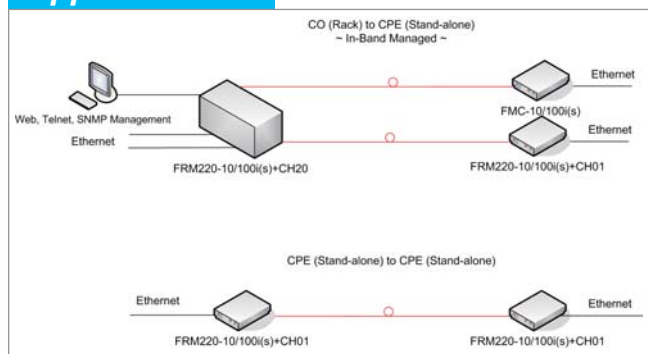 CO (Rack) to CPE (Stand-alone)
~ In-Band Managed ~
Ethernet
Web, Telnet, SNMP Management
FMC-10/100i(s)
Ethernet
Ethernet
FRM220-10/100i(s)+CH20
FRM220-10/100i(s)+CH01
CPE (Stand-alone) to CPE (Stand-alone)
Ethernet
Ethernet
FRM220-10/100i(s)+CH01
FRM220-10/100i(s)+CH01